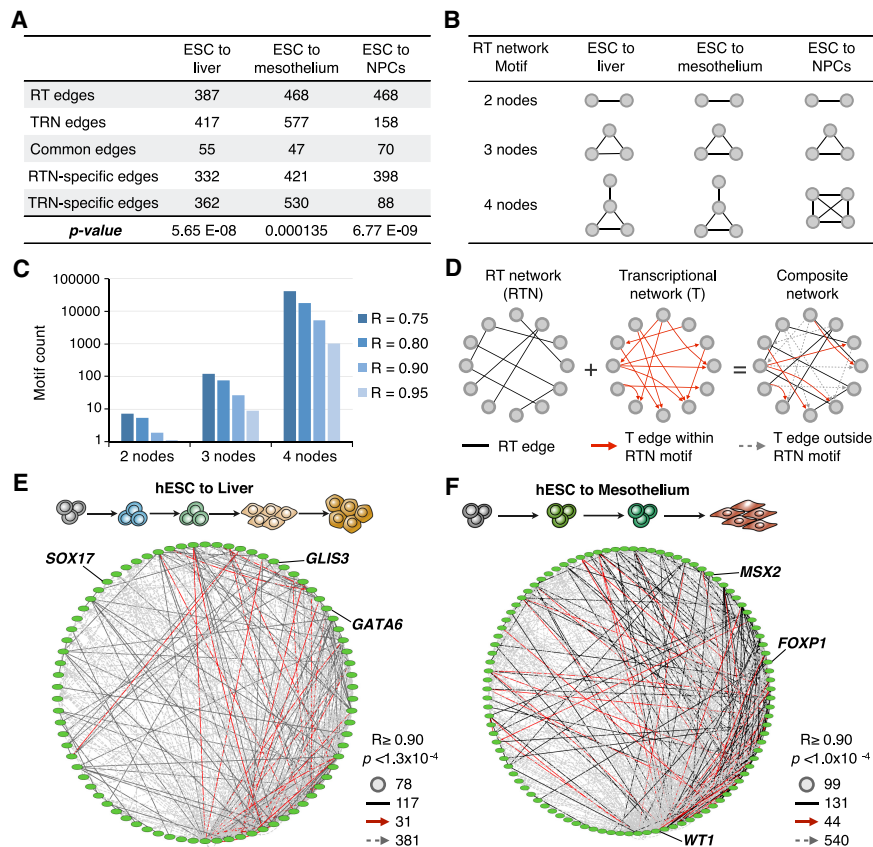 A
ESC to liver ESC to mesothelium ESC to NPCs
RT edges 387 468 468
TRN edges 417 577 158
Common edges 55 47 70
RTN-specific edges 332 421 398
TRN-specific edges 362 530 88
p-value 5.65 E-08 0.000135 6.77 E-09
B
RT network Motif ESC to liver ESC to mesothelium ESC to NPCs
2 nodes
3 nodes
4 nodes
C
Motif count
100000
10000
1000
100
10
1
2 nodes 3 nodes 4 nodes
R = 0.75
R = 0.80
R = 0.90
R = 0.95
D
RT network (RTN) Transcriptional network (T) Composite network
+ =
RT edge T edge within RTN motif T edge outside RTN motif
E
hESC to Liver
SOX17
GLIS3
GATA6
R≥ 0.90
p <1.3x10⁻⁴
78
117
31
381
F
hESC to Mesothelium
MSX2
FOXP1
WT1
R≥ 0.90
p <1.0x10⁻⁴
99
131
44
540